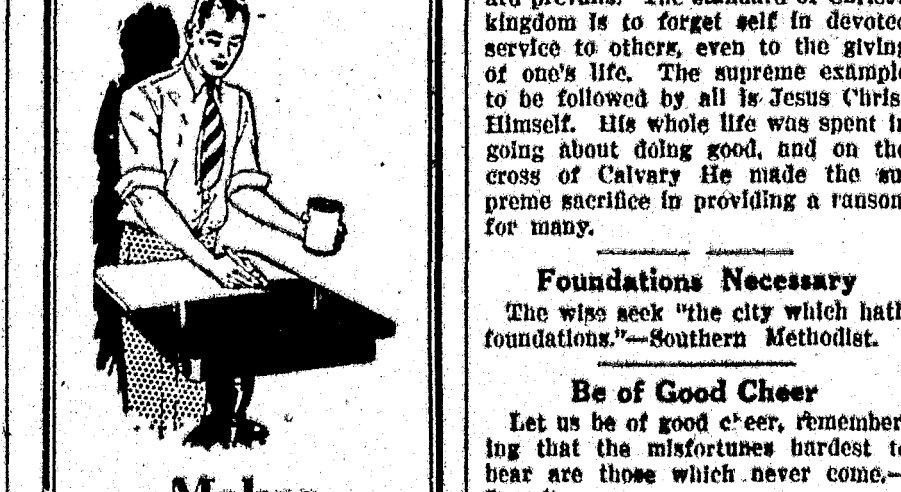 kingdom is to forget self in devoted
service to others, even to the giving
of one's life. The supreme exampl
to be followed by all is Jesus Chris
Himself. His whole life was spent in
going about doing good, and on the
cross of Calvary He made the su
preme sacrifice in providing a ransom
for many.
Foundations Necessary
The wise seek "the city which hath
foundations."—Southern Methodist.
Be of Good Cheer
Let us be of good cheer, remember
ing that the misfortunes hardest to
bear are those which never come.—